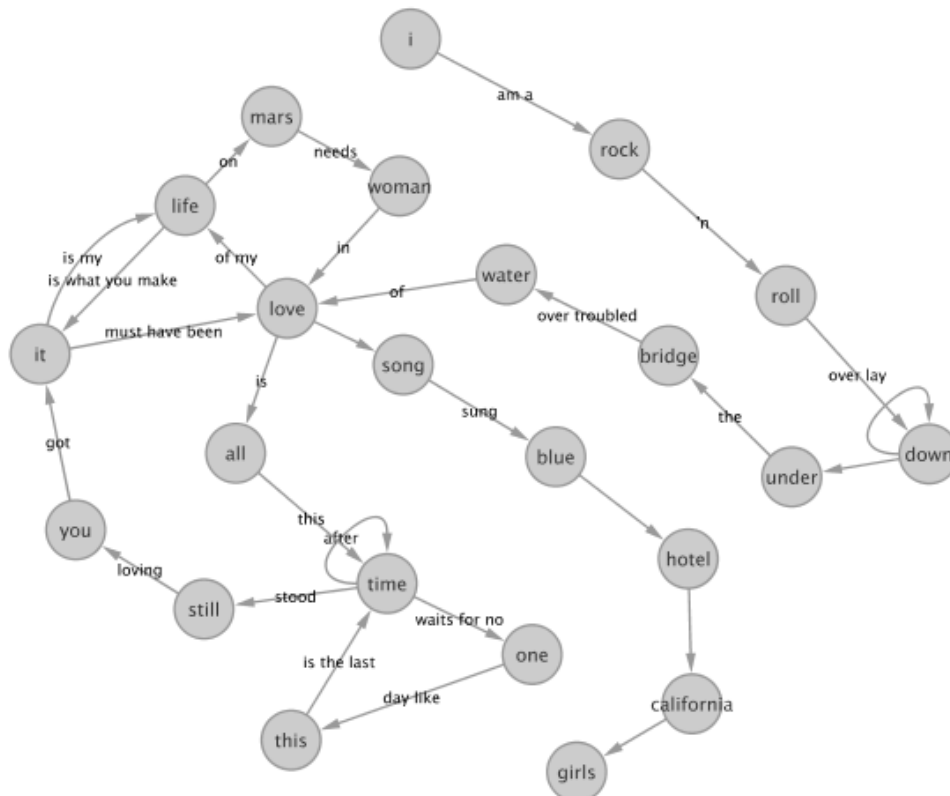 i
am a
mars
needs
rock
on
woman
life
'n
is my
of my
in
is what you make
water
of
roll
love
over troubled
must have been
it
song
bridge
over lay
is
sung
the
all
blue
down
got
under
this
you
after
hotel
loving
time
stood
still
waits for no
one
is the last
day like
california
this
girls